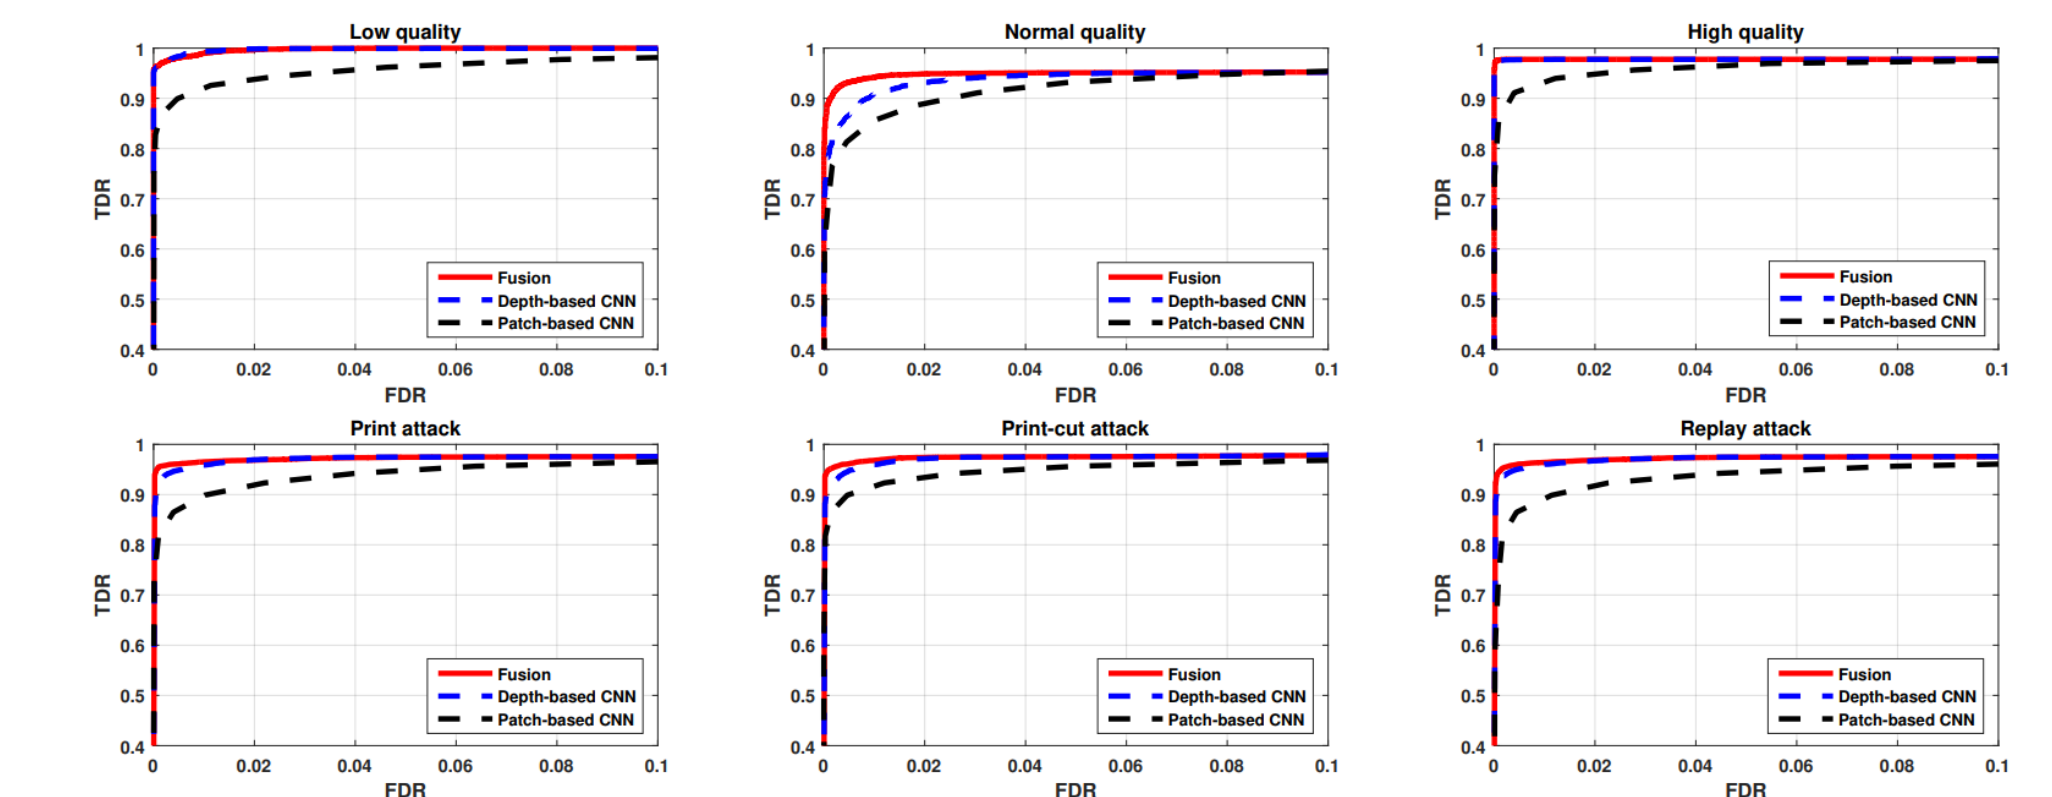 Low quality
1
0.9
0.8
0.7
0.6
0.5
0.4
TDR
Fusion
Depth-based CNN
Patch-based CNN
0 0.02 0.04 0.06 0.08 0.1
FDR
Normal quality
1
0.9
0.8
0.7
0.6
0.5
0.4
TDR
Fusion
Depth-based CNN
Patch-based CNN
0 0.02 0.04 0.06 0.08 0.1
FDR
High quality
1
0.9
0.8
0.7
0.6
0.5
0.4
TDR
Fusion
Depth-based CNN
Patch-based CNN
0 0.02 0.04 0.06 0.08 0.1
FDR
Print attack
1
0.9
0.8
0.7
0.6
0.5
0.4
TDR
Fusion
Depth-based CNN
Patch-based CNN
0 0.02 0.04 0.06 0.08 0.1
FDR
Print-cut attack
1
0.9
0.8
0.7
0.6
0.5
0.4
TDR
Fusion
Depth-based CNN
Patch-based CNN
0 0.02 0.04 0.06 0.08 0.1
FDR
Replay attack
1
0.9
0.8
0.7
0.6
0.5
0.4
TDR
Fusion
Depth-based CNN
Patch-based CNN
0 0.02 0.04 0.06 0.08 0.1
FDR